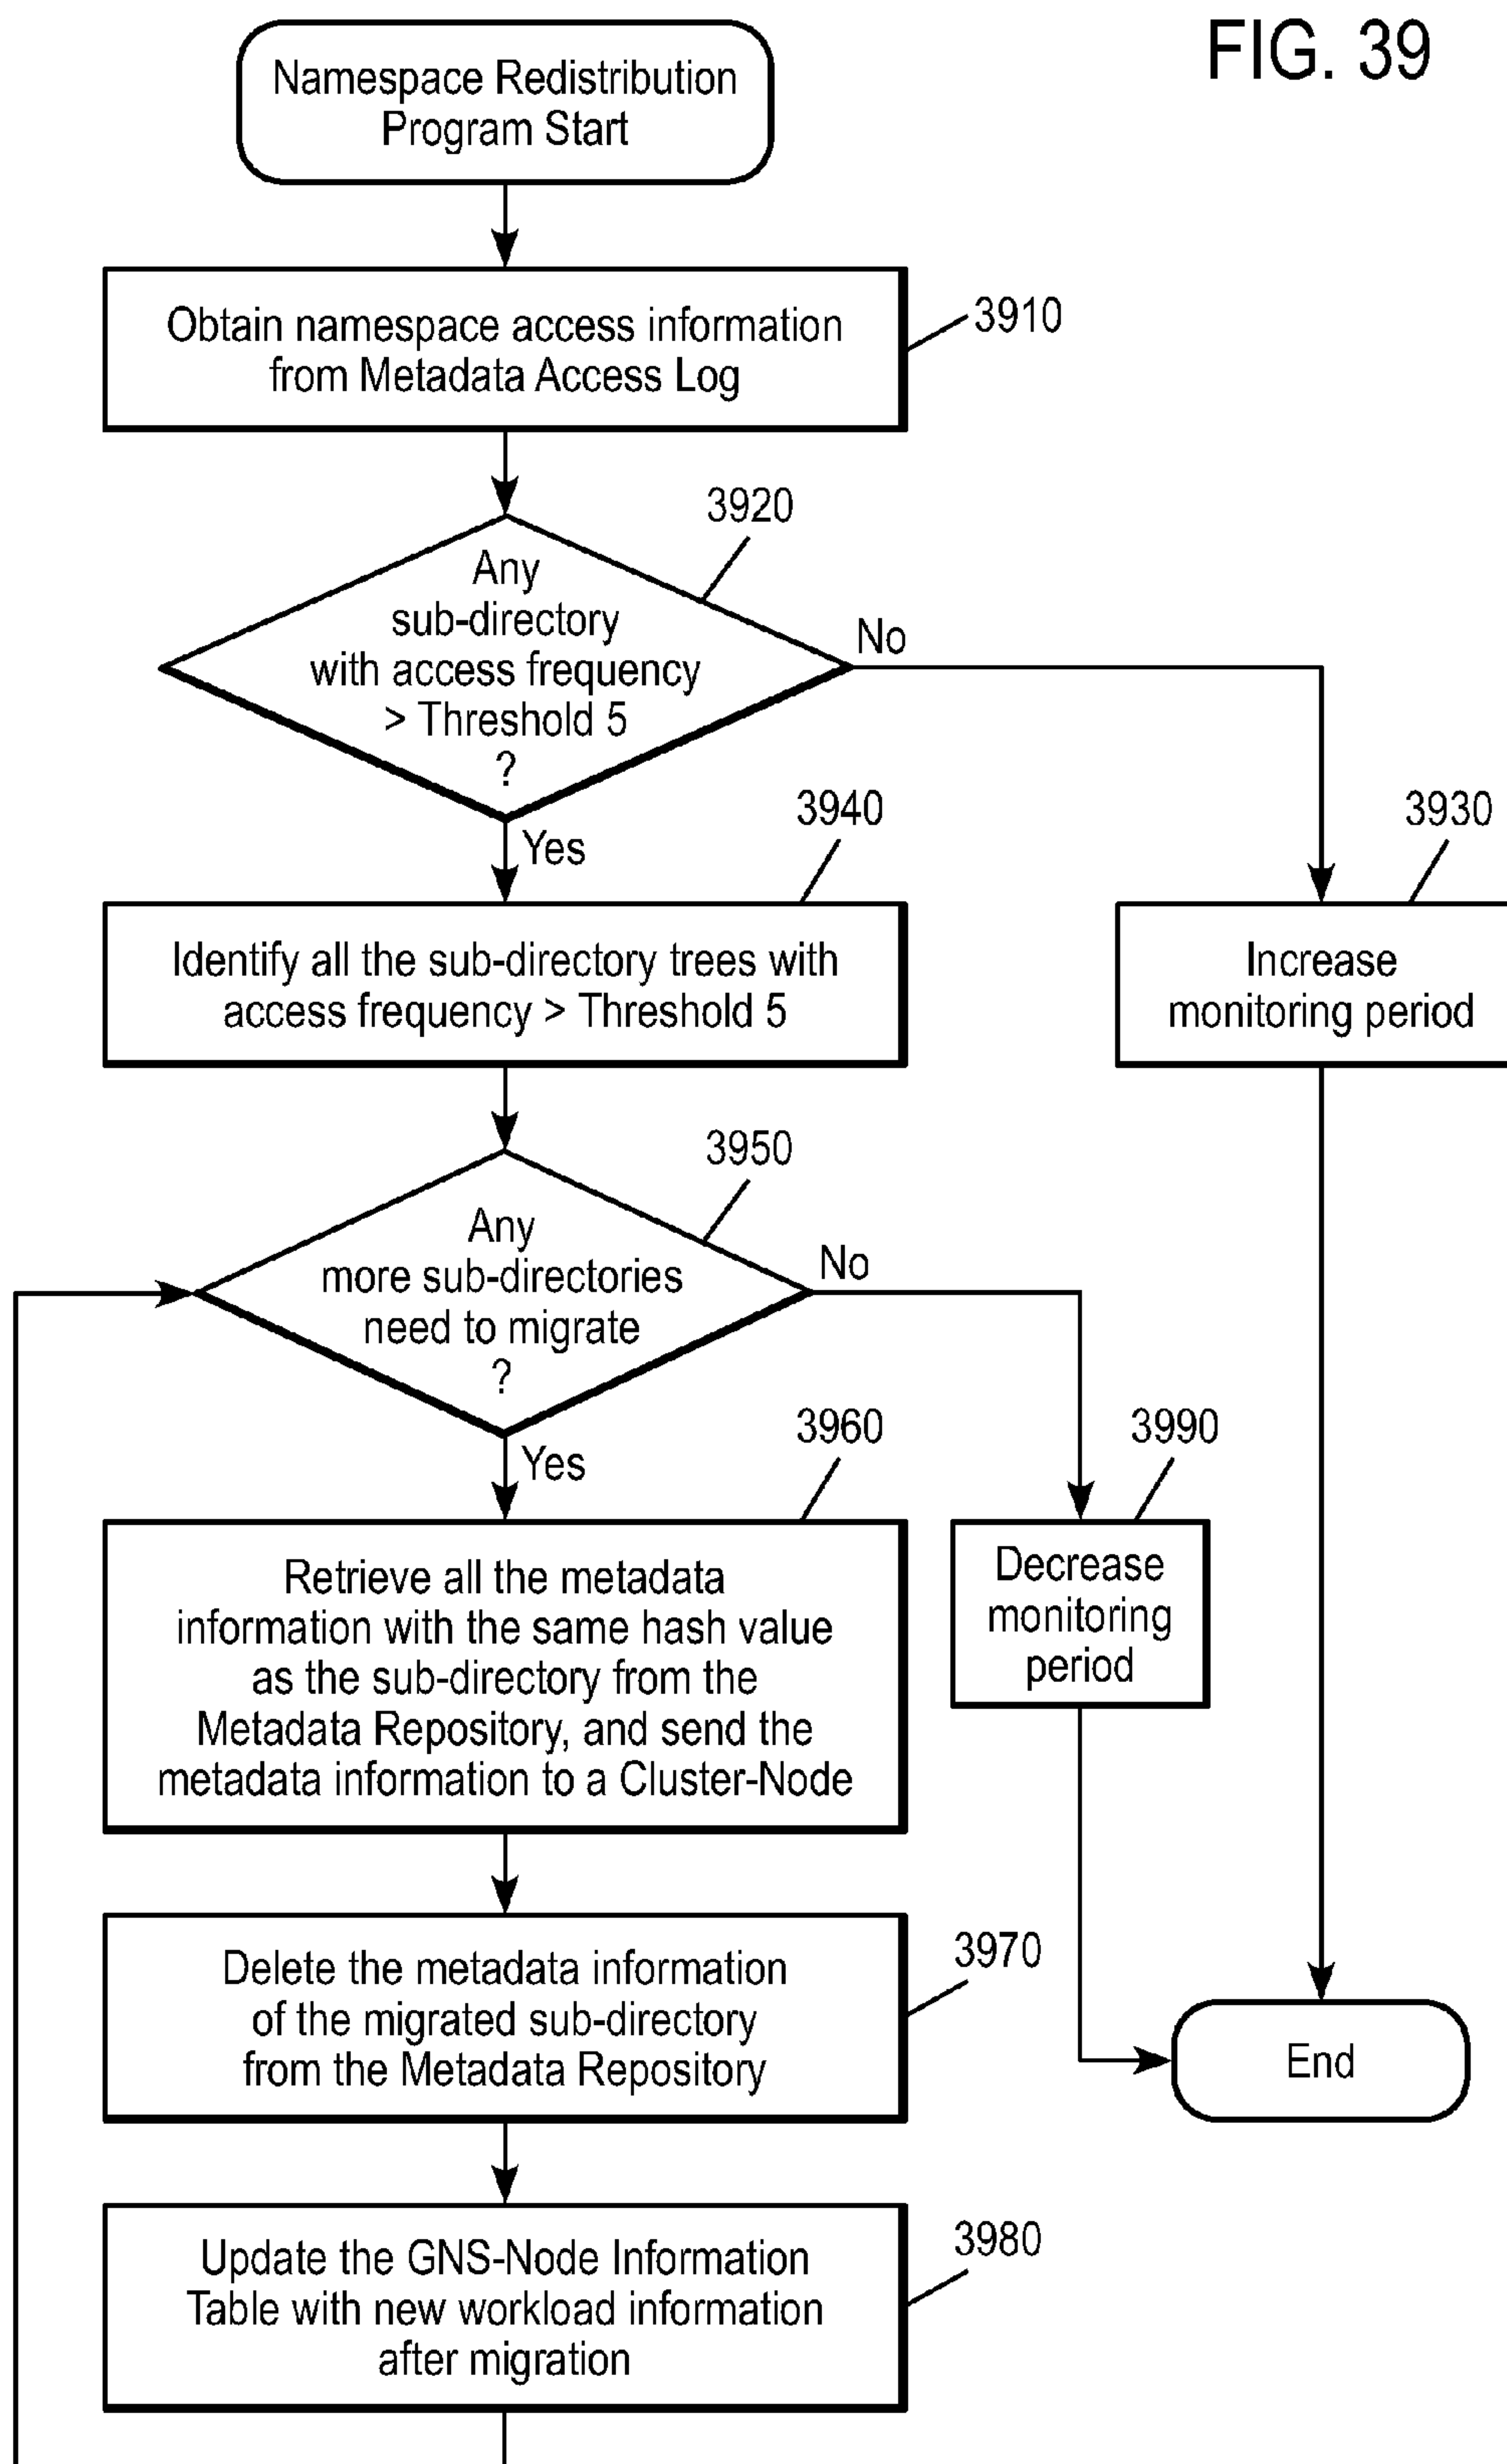 FIG. 39
Namespace Redistribution
Program Start
Obtain namespace access information
from Metadata Access Log
3910
3920
Any
sub-directory
with access frequency
> Threshold 5
?
No
Yes
3940
3930
Identify all the sub-directory trees with
access frequency > Threshold 5
Increase
monitoring period
3950
Any
more sub-directories
need to migrate
?
No
Yes
3960
3990
Retrieve all the metadata
information with the same hash value
as the sub-directory from the
Metadata Repository, and send the
metadata information to a Cluster-Node
Decrease
monitoring
period
Delete the metadata information
of the migrated sub-directory
from the Metadata Repository
3970
End
Update the GNS-Node Information
Table with new workload information
after migration
3980